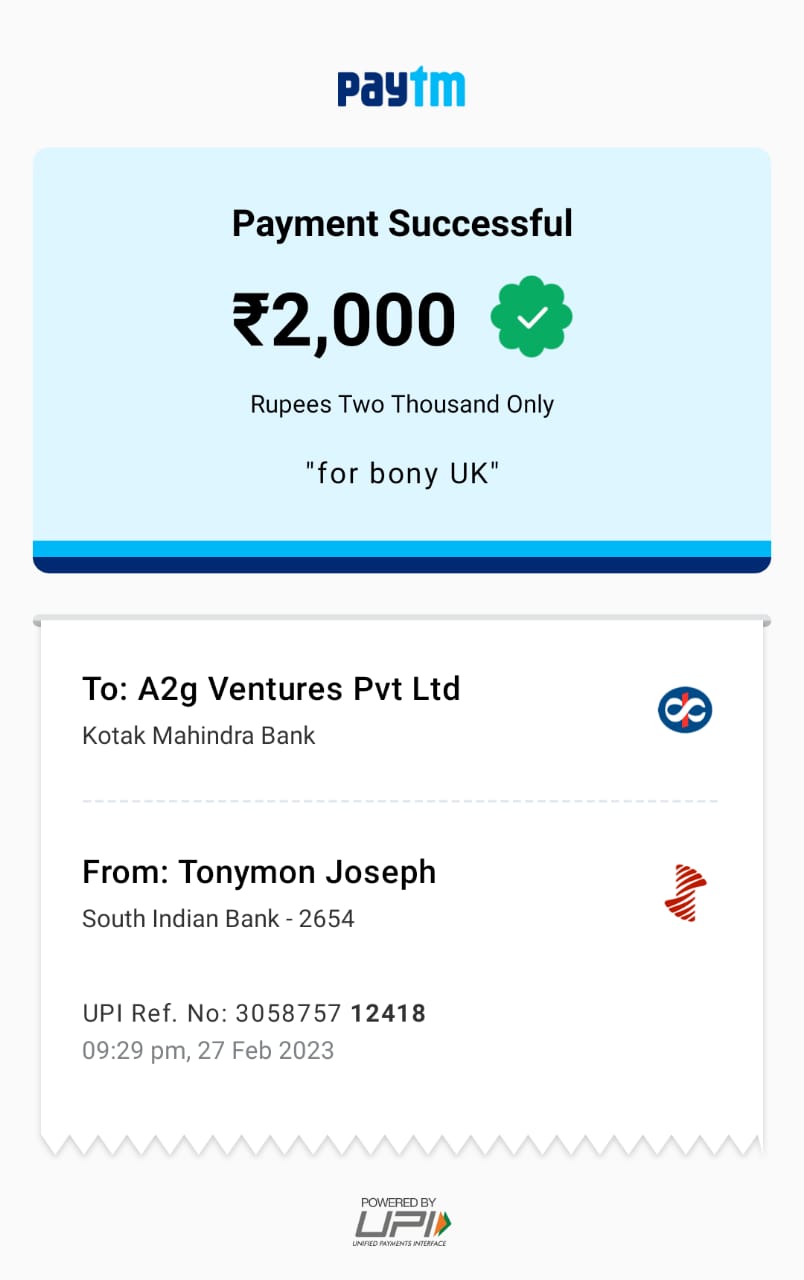 paytm
Payment Successful
₹2,000
Rupees Two Thousand Only
"for bony UK"
To: A2g Ventures Pvt Ltd
Kotak Mahindra Bank
From: Tonymon Joseph
South Indian Bank - 2654
UPI Ref. No: 3058757 12418
09:29 pm, 27 Feb 2023
POWERED BY
UPI
UNIFIED PAYMENTS INTERFACE